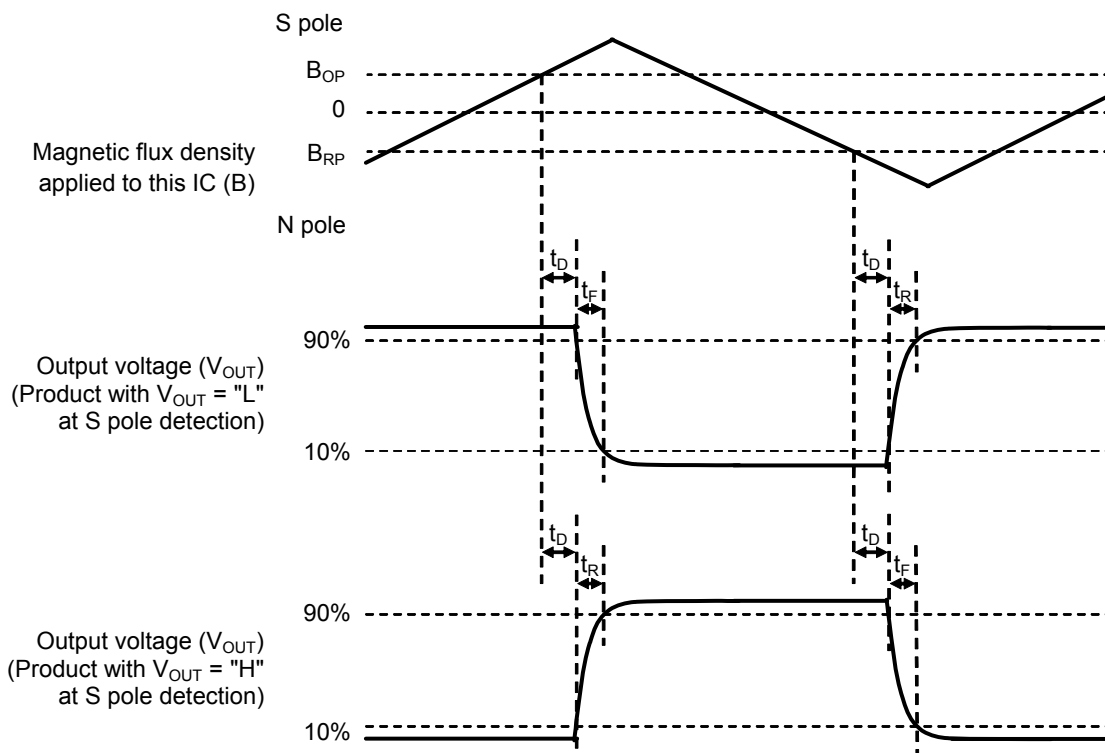 S pole
B_OP
0
Magnetic flux density
applied to this IC (B)
B_RP
N pole
t_D
t_F
t_D
t_R
90%
Output voltage (V_OUT)
(Product with V_OUT = "L"
at S pole detection)
10%
t_D
t_R
t_D
t_F
90%
Output voltage (V_OUT)
(Product with V_OUT = "H"
at S pole detection)
10%